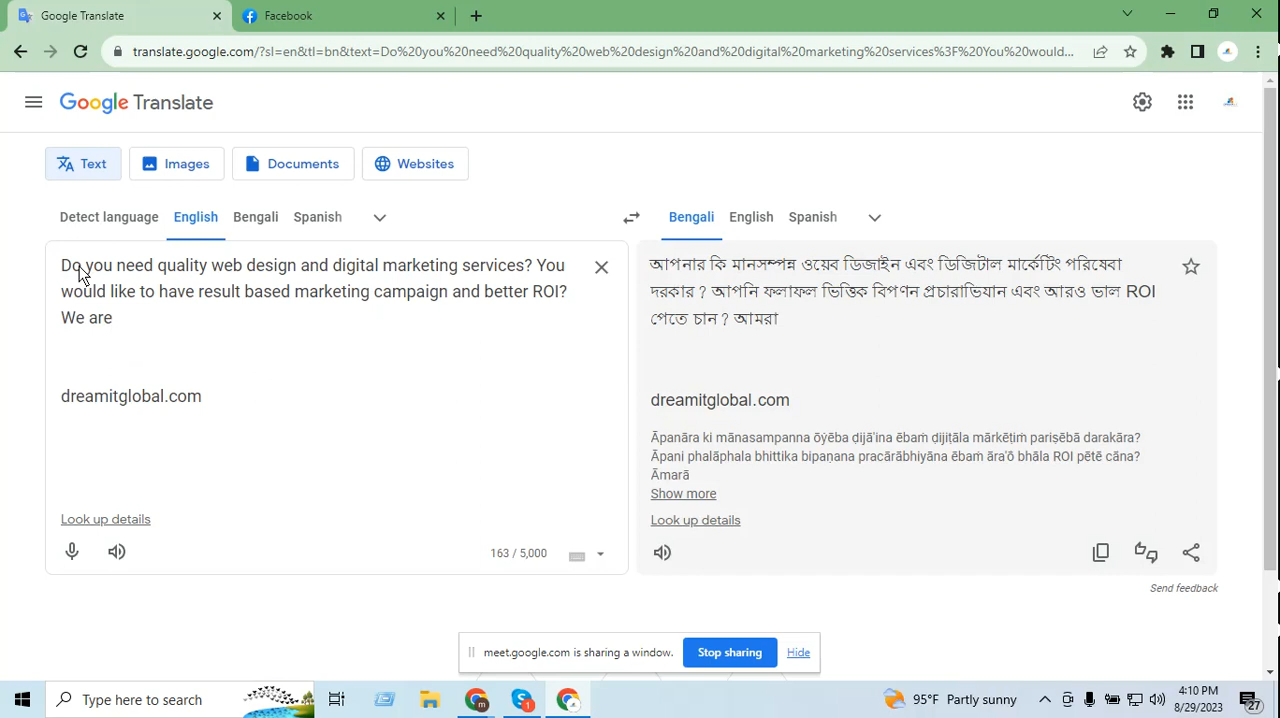 Google Translate
Facebook
translate.google.com/?sl=en&tl=bn&text=Do%20you%20need%20quality%20web%20design%20and%20digital%20marketing%20services%3F%20You%20would...
Google Translate
Text
Images
Documents
Websites
Detect language
English
Bengali
Spanish
Bengali
English
Spanish
Do you need quality web design and digital marketing services? You
would like to have result based marketing campaign and better ROI?
We are
dreamitglobal.com
Look up details
163 / 5,000
আপনার কি মানসম্পন্ন ওয়েব ডিজাইন এবং ডিজিটাল মার্কেটিং পরিষেবা
দরকার ? আপনি ফলাফল ভিত্তিক বিপণন প্রচারাভিযান এবং আরও ভাল ROI
পেতে চান ? আমরা
dreamitglobal.com
Āpanāra ki mānasampanna ōẏēba ḍijā'ina ēbaṁ ḍijiṭāla mārkēṭiṁ pariṣēbā darakāra?
Āpani phalāphala bhittika bipaṇana pracārābhiyāna ēbaṁ āra'ō bhāla ROI pētē cāna?
Āmarā
Show more
Look up details
Send feedback
meet.google.com is sharing a window.
Stop sharing
Hide
Type here to search
m
1
95°F Partly sunny
4:10 PM
8/29/2023
27